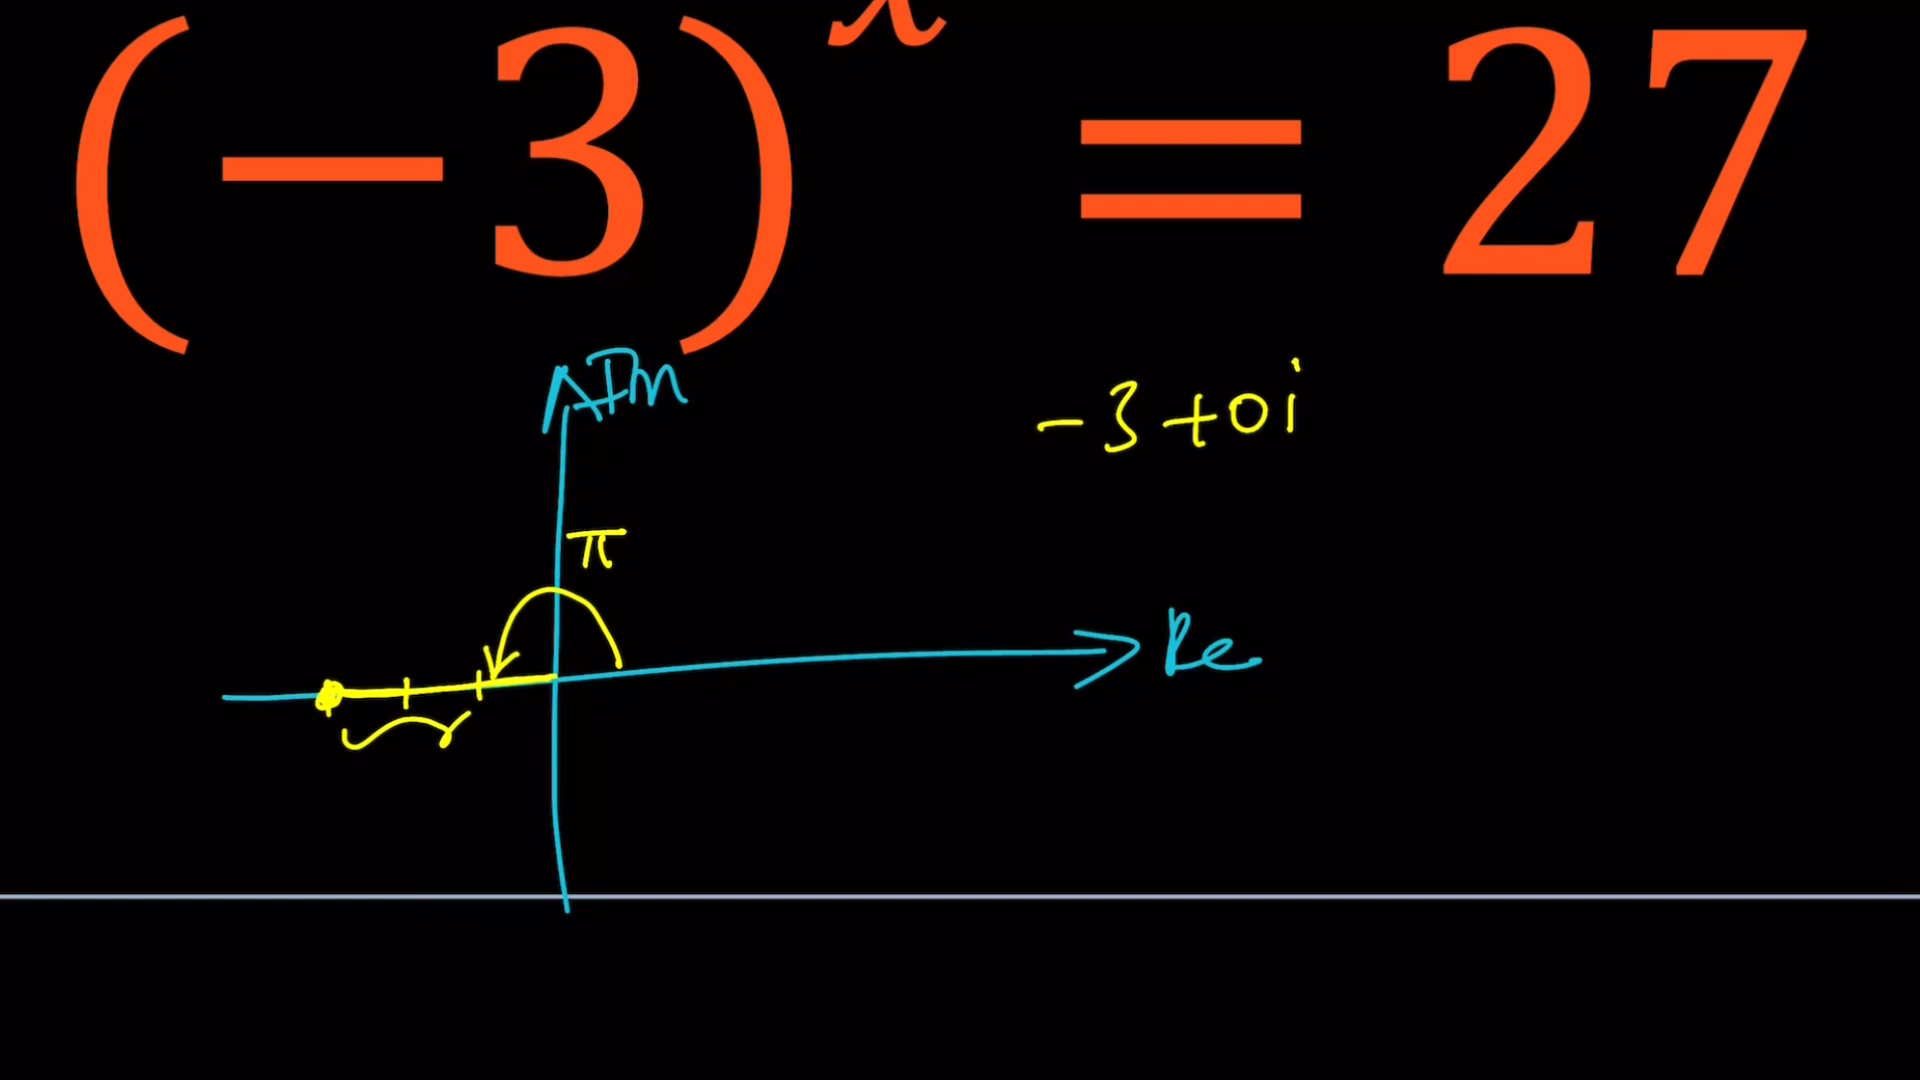 (-3)^x = 27
Im
-3+0i
π
Re